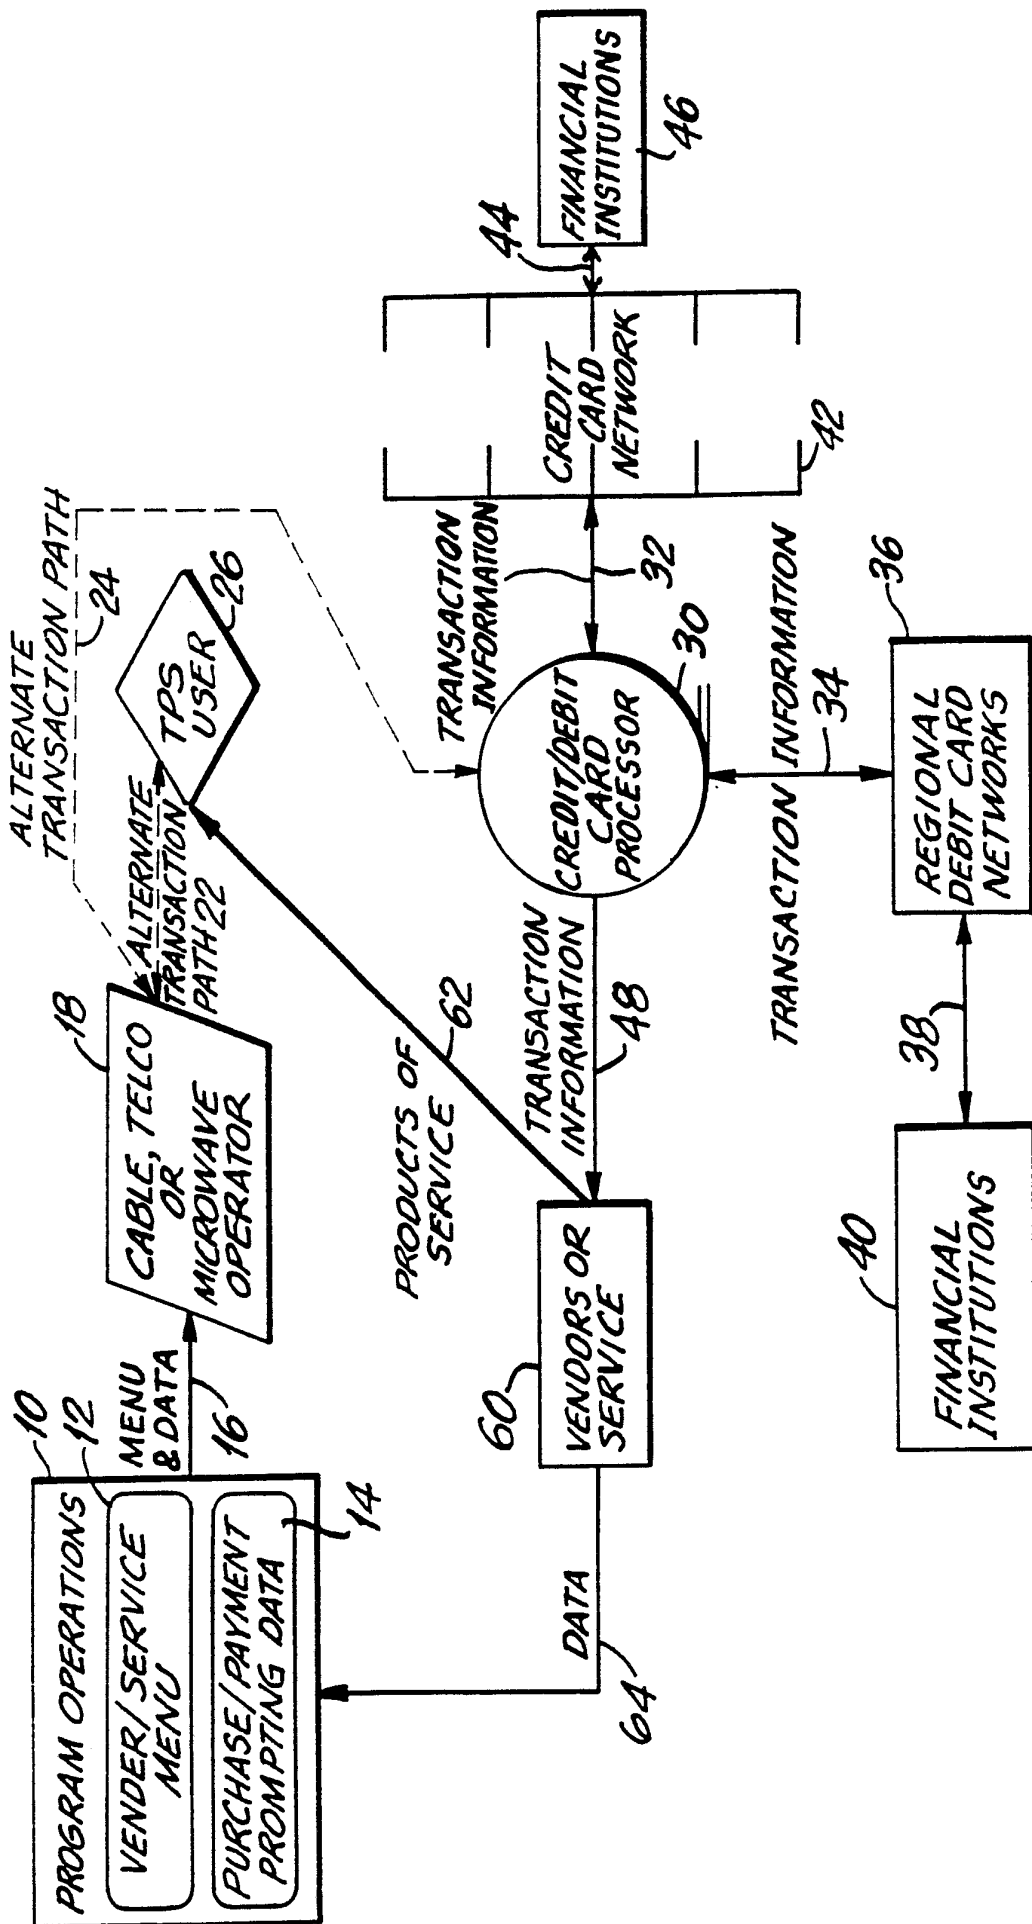 PROGRAM OPERATIONS
10
12
VENDER/SERVICE
MENU
PURCHASE/PAYMENT
PROMPTING DATA
14
MENU
& DATA
16
18
CABLE, TELCO
OR
MICROWAVE
OPERATOR
ALTERNATE
TRANSACTION PATH
24
ALTERNATE
TRANSACTION
PATH 22
TPS
USER
26
PRODUCTS OF
SERVICE
62
DATA
64
60
VENDORS OR
SERVICE
TRANSACTION
INFORMATION
48
CREDIT/DEBIT
CARD
PROCESSOR
30
TRANSACTION
INFORMATION
32
CREDIT
CARD
NETWORK
42
44
FINANCIAL
INSTITUTIONS
46
TRANSACTION INFORMATION
34
36
REGIONAL
DEBIT CARD
NETWORKS
38
40
FINANCIAL
INSTITUTIONS